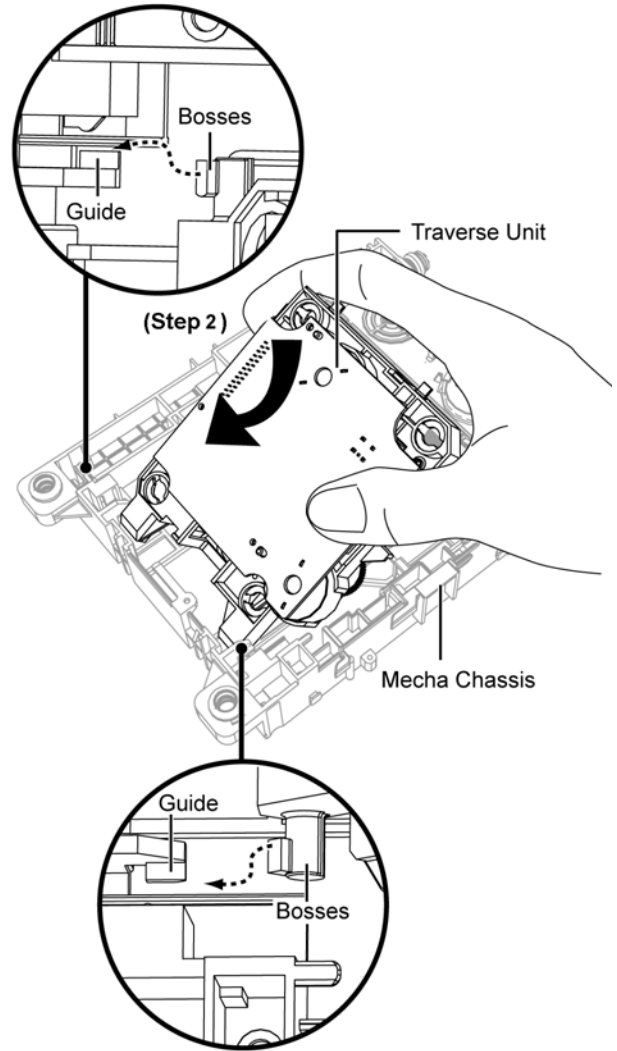 Bosses
Guide
Traverse Unit
(Step 2 )
Mecha Chassis
Guide
Bosses